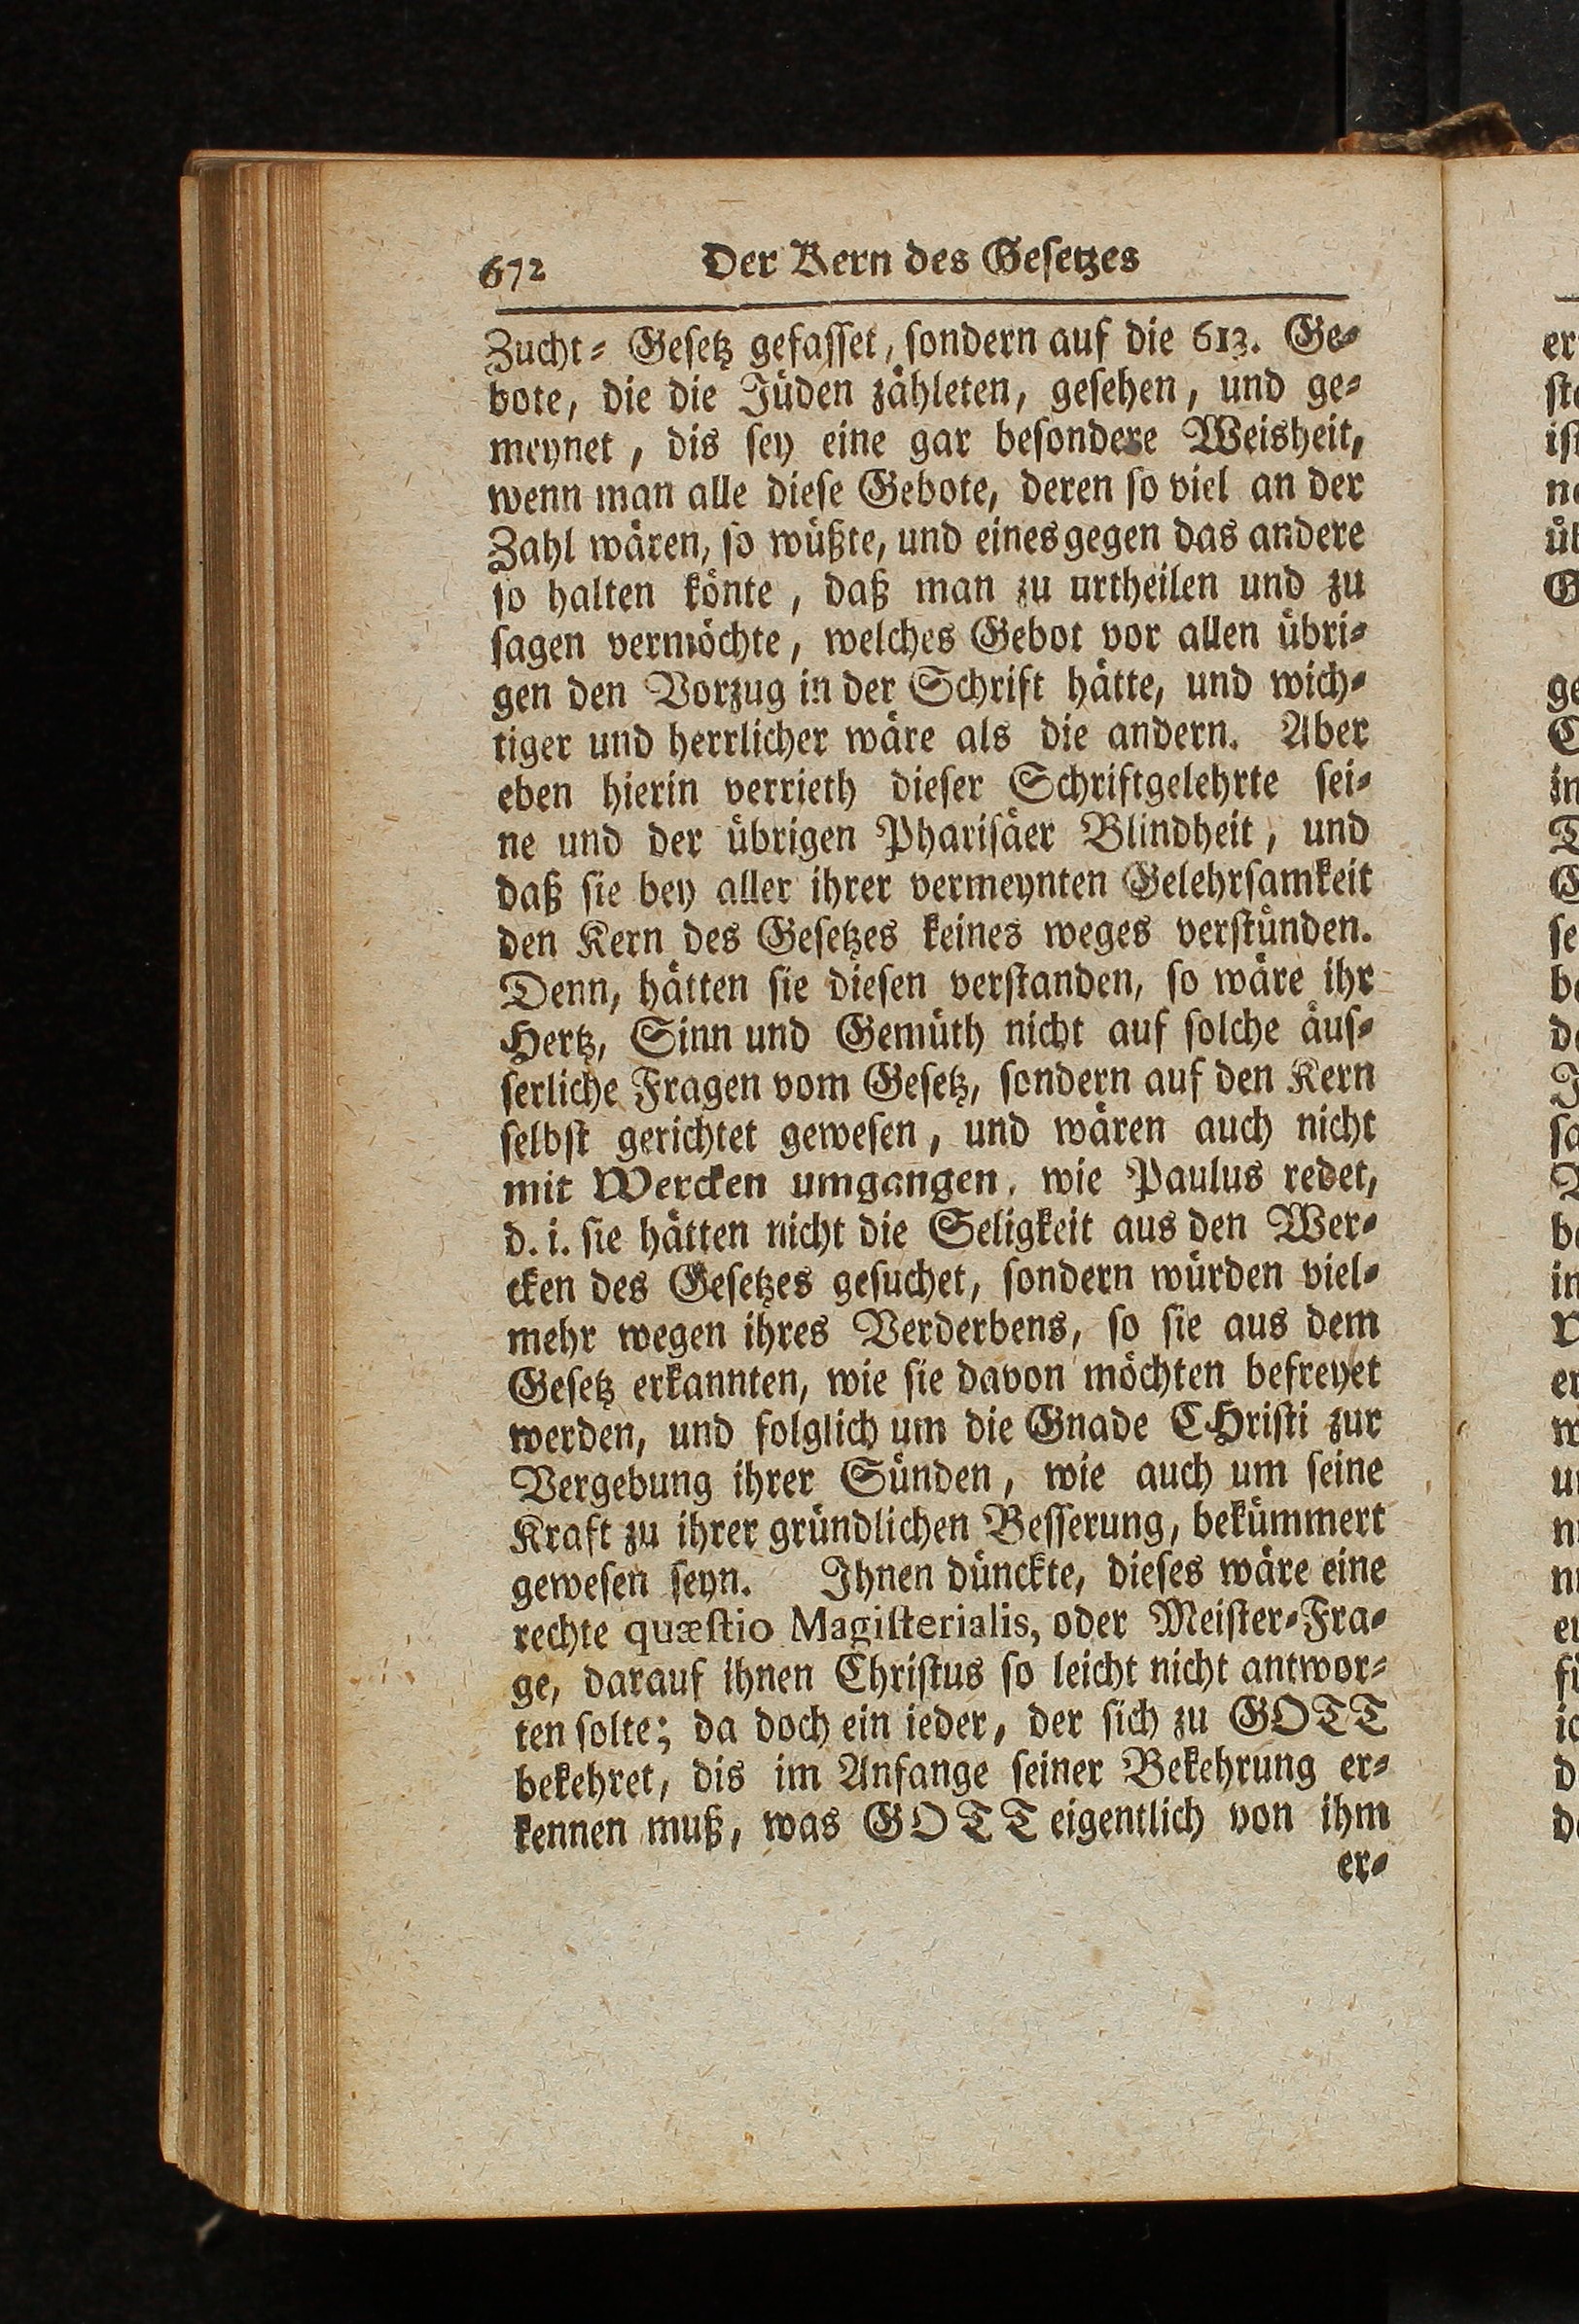 672 Der Kern des Gesetzes
Zucht- Gesetz gefasset, sondern auf die 613. Ge-
bote, die die Jüden zähleten, gesehen, und ge-
meynet, dis sey eine gar besondere Weisheit,
wenn man alle diese Gebote, deren so viel an der
Zahl wären, so wüßte, und eines gegen das andere
so halten könte, daß man zu urtheilen und zu
sagen vermöchte, welches Gebot vor allen übri-
gen den Vorzug in der Schrift hätte, und wich-
tiger und herrlicher wäre als die andern. Aber
eben hierin verrieth dieser Schriftgelehrte sei-
ne und der übrigen Pharisäer Blindheit, und
daß sie bey aller ihrer vermeynten Gelehrsamkeit
den Kern des Gesetzes keines weges verstünden.
Denn, hätten sie diesen verstanden, so wäre ihr
Hertz, Sinn und Gemüth nicht auf solche äus-
serliche Fragen vom Gesetz, sondern auf den Kern
selbst gerichtet gewesen, und wären auch nicht
mit Wercken umgangen, wie Paulus redet,
d. i. sie hätten nicht die Seligkeit aus den Wer-
cken des Gesetzes gesuchet, sondern würden viel-
mehr wegen ihres Verderbens, so sie aus dem
Gesetz erkannten, wie sie davon möchten befreyet
werden, und folglich um die Gnade CHristi zur
Vergebung ihrer Sünden, wie auch um seine
Kraft zu ihrer gründlichen Besserung, bekümmert
gewesen seyn. Ihnen dünckte, dieses wäre eine
rechte quæstio Magisterialis, oder Meister-Fra-
ge, darauf ihnen Christus so leicht nicht antwor-
ten solte; da doch ein ieder, der sich zu GOTT
bekehret, dis im Anfange seiner Bekehrung er-
kennen muß, was GOTT eigentlich von ihm
er-